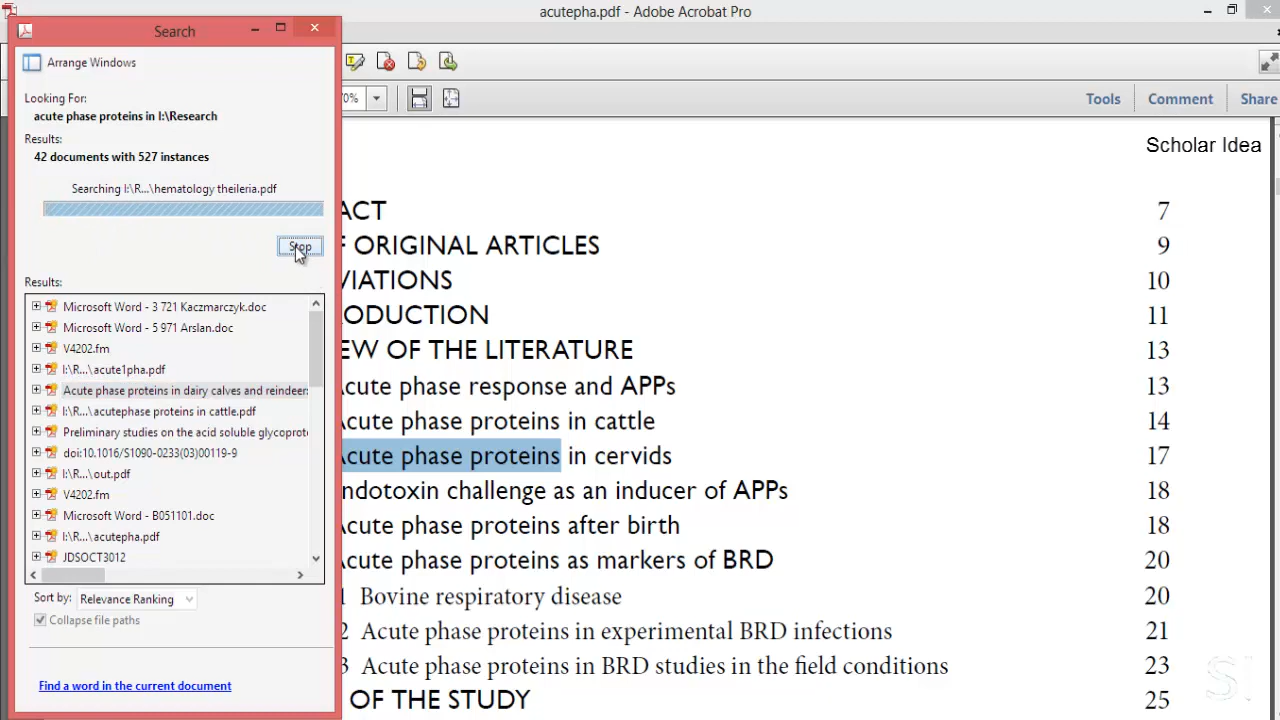 acutepha.pdf - Adobe Acrobat Pro
Search
Arrange Windows
Looking For:
acute phase proteins in I:\Research
Results:
42 documents with 527 instances
Searching I:\R...\hematology theileria.pdf
Stop
Results:
Microsoft Word - 3 721 Kaczmarczyk.doc
Microsoft Word - 5 971 Arslan.doc
V4202.fm
I:\R...\acute1pha.pdf
Acute phase proteins in dairy calves and reindeer:
I:\R...\acutephase proteins in cattle.pdf
Preliminary studies on the acid soluble glycoprot
doi:10.1016/S1090-0233(03)00119-9
I:\R...\out.pdf
V4202.fm
Microsoft Word - B051101.doc
I:\R...\acutepha.pdf
JDSOCT3012
Sort by: Relevance Ranking
Collapse file paths
Find a word in the current document
70%
Tools
Comment
Share
Scholar Idea
ACT 7
F ORIGINAL ARTICLES 9
VIATIONS 10
ODUCTION 11
EW OF THE LITERATURE 13
Acute phase response and APPs 13
Acute phase proteins in cattle 14
Acute phase proteins in cervids 17
ndotoxin challenge as an inducer of APPs 18
Acute phase proteins after birth 18
Acute phase proteins as markers of BRD 20
1 Bovine respiratory disease 20
2 Acute phase proteins in experimental BRD infections 21
3 Acute phase proteins in BRD studies in the field conditions 23
OF THE STUDY 25
SI